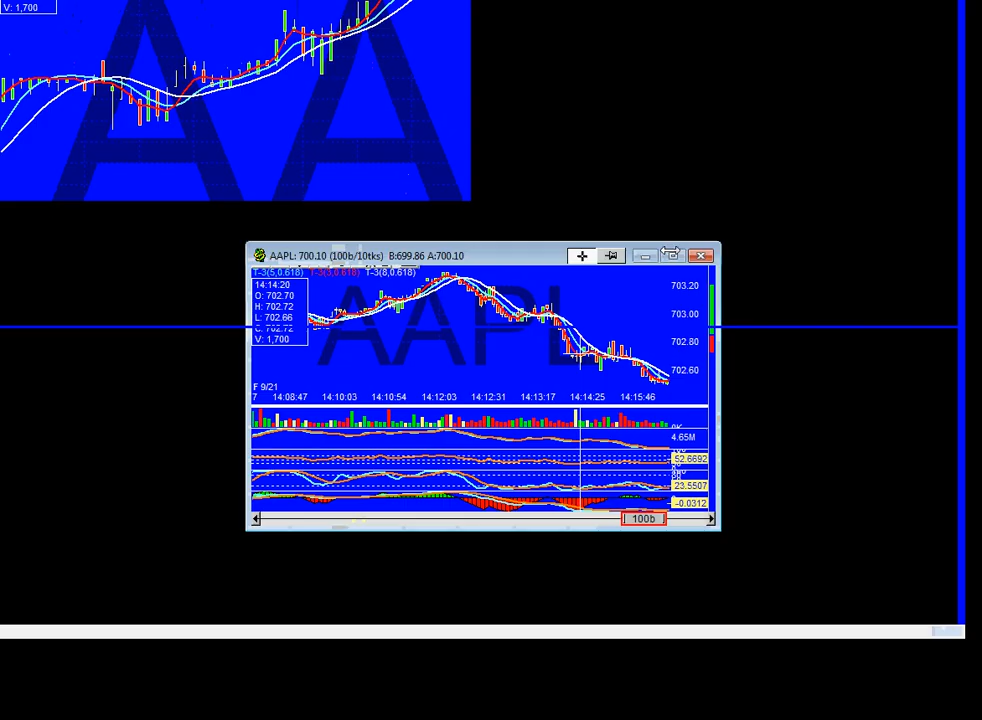 V: 1,700
AA
AAPL: 700.10 (100b/10tks) B:699.86 A:700.10
T-3(5,0.618) T-3(3,0.618) T-3(8,0.618)
14:14:20
O: 702.70
H: 702.72
L: 702.66
C: 702.72
V: 1,700
AAPL
703.20
703.00
702.80
702.60
F 9/21
7 14:08:47 14:10:03 14:10:54 14:12:03 14:12:31 14:13:17 14:14:25 14:15:46
4.65M
52.6692
23.5507
-0.0312
100b